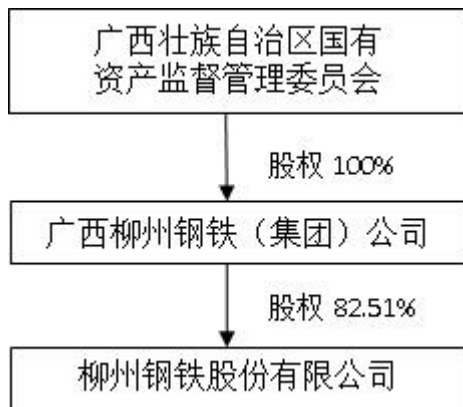 广西壮族自治区国有
资产监督管理委员会
股权 100%
广西柳州钢铁（集团）公司
股权 82.51%
柳州钢铁股份有限公司